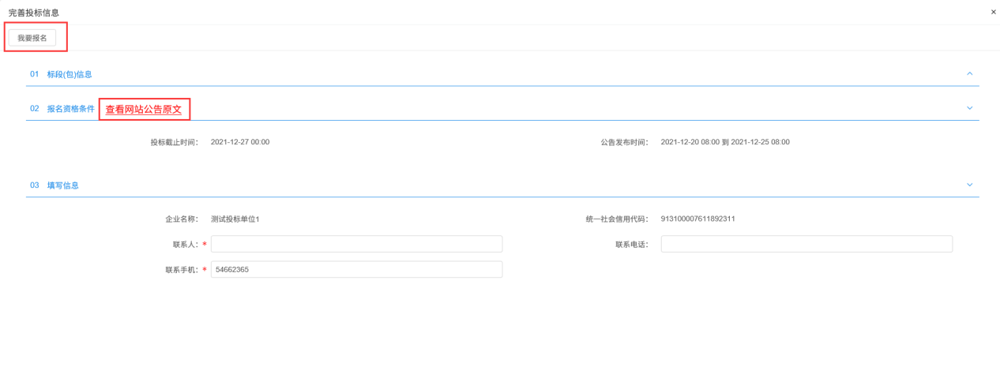 完善投标信息 ×
我要报名
01 标段(包)信息
02 报名资格条件 查看网站公告原文
投标截止时间： 2021-12-27 00:00 公告发布时间： 2021-12-20 08:00 到 2021-12-25 08:00
03 填写信息
企业名称： 测试投标单位1 统一社会信用代码： 913100007611892311
联系人：* 联系电话：
联系手机：* 54662365